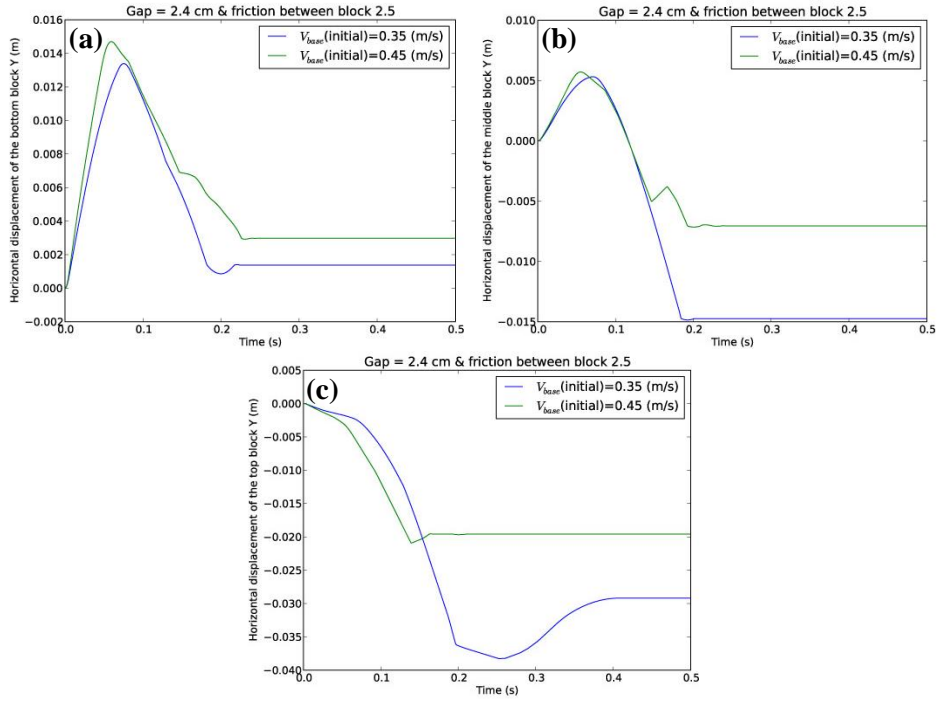 Gap = 2.4 cm & friction between block 2.5
(a)
V_base(initial)=0.35 (m/s)
V_base(initial)=0.45 (m/s)
Horizontal displacement of the bottom block Y (m)
0.016
0.014
0.012
0.010
0.008
0.006
0.004
0.002
0.000
−0.002
0.0 0.1 0.2 0.3 0.4 0.5
Time (s)
Gap = 2.4 cm & friction between block 2.5
(b)
V_base(initial)=0.35 (m/s)
V_base(initial)=0.45 (m/s)
Horizontal displacement of the middle block Y (m)
0.010
0.005
0.000
−0.005
−0.010
−0.015
0.0 0.1 0.2 0.3 0.4 0.5
Time (s)
Gap = 2.4 cm & friction between block 2.5
(c)
V_base(initial)=0.35 (m/s)
V_base(initial)=0.45 (m/s)
Horizontal displacement of the top block Y (m)
0.005
0.000
−0.005
−0.010
−0.015
−0.020
−0.025
−0.030
−0.035
−0.040
0.0 0.1 0.2 0.3 0.4 0.5
Time (s)